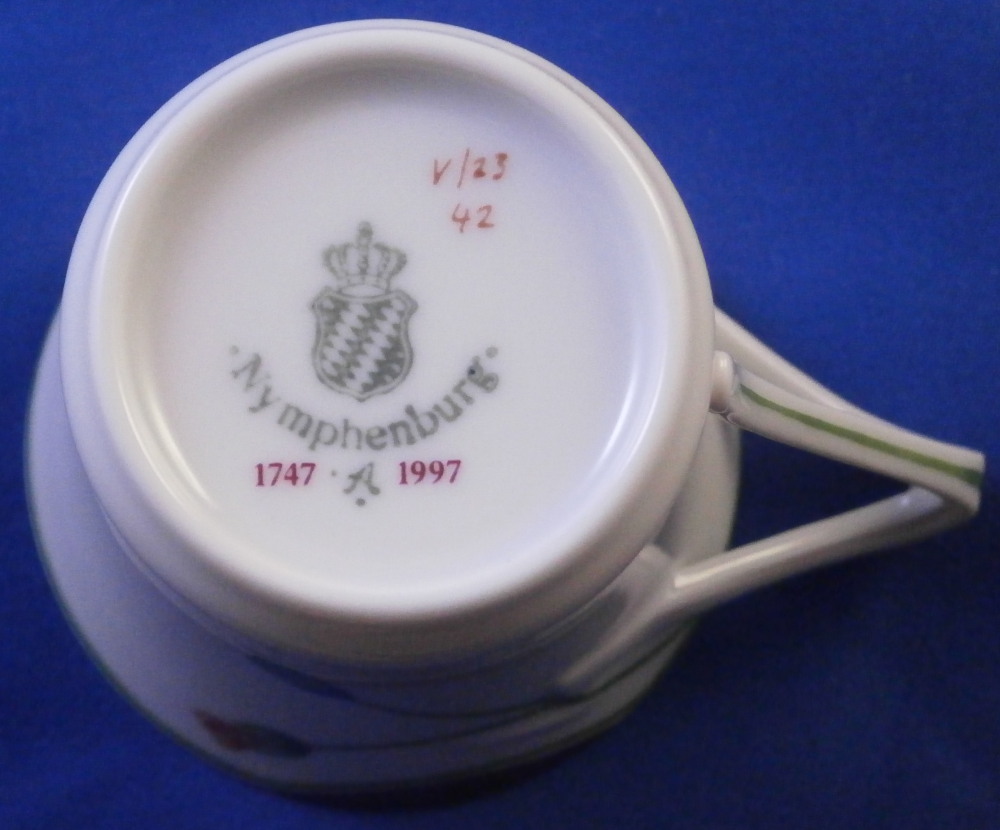 V/23
42
· Nymphenburg ·
1747 · A · 1997